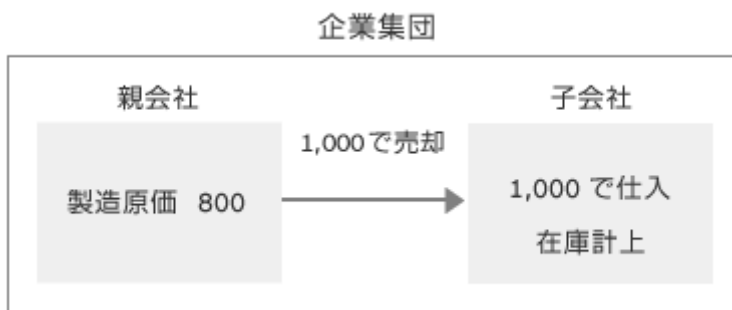 企業集団
親会社
子会社
1,000で売却
製造原価 800
1,000 で仕入
在庫計上